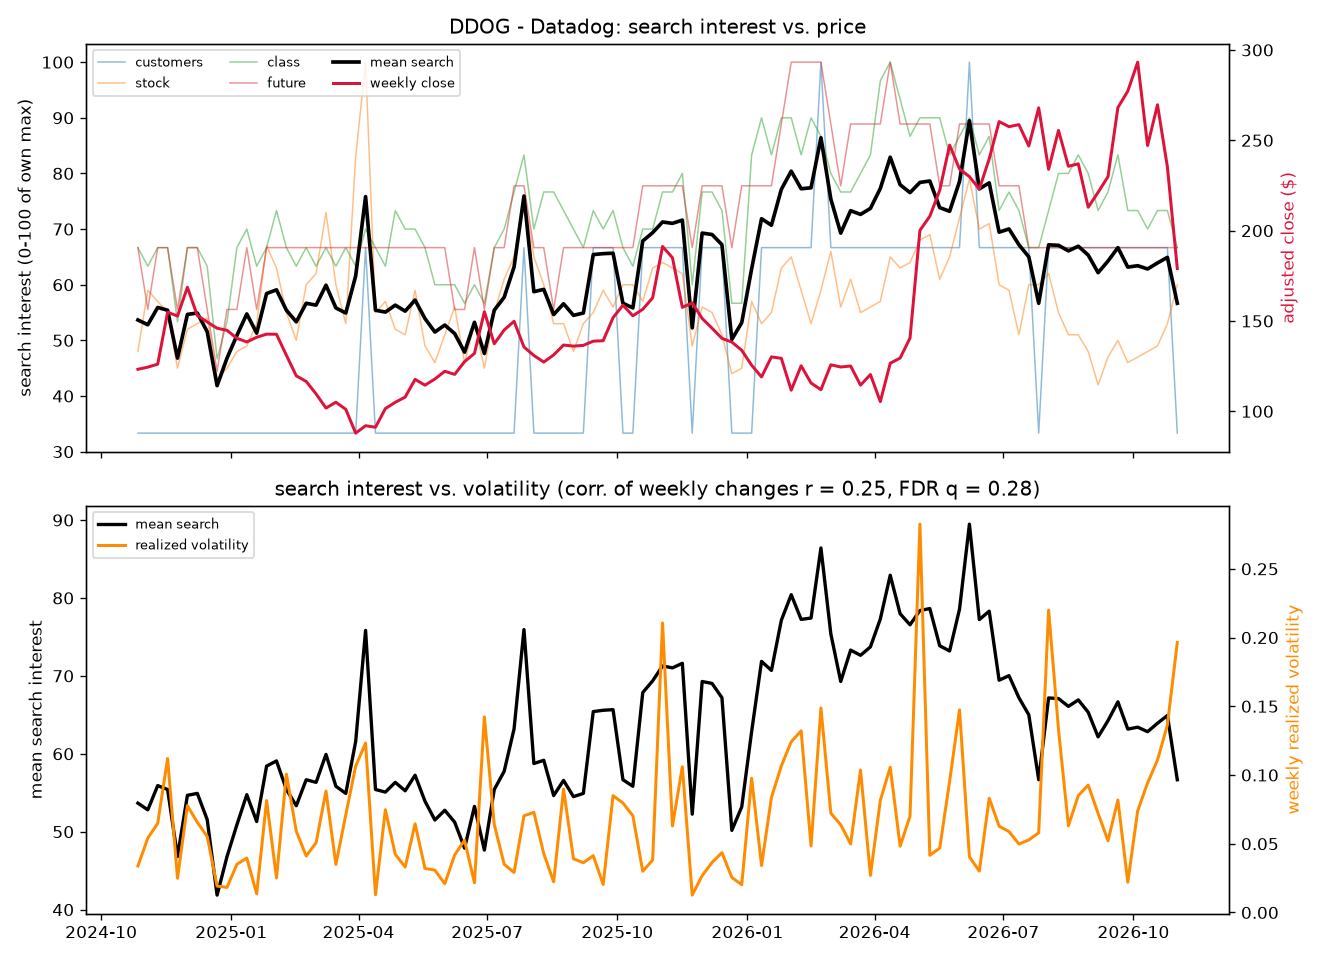 DDOG - Datadog: search interest vs. price
customers
stock
class
future
mean search
weekly close
search interest (0-100 of own max)
100
90
80
70
60
50
40
30
300
250
200
150
100
adjusted close ($)
search interest vs. volatility (corr. of weekly changes r = 0.25, FDR q = 0.28)
mean search
realized volatility
mean search interest
90
80
70
60
50
40
0.25
0.20
0.15
0.10
0.05
0.00
weekly realized volatility
2024-10 2025-01 2025-04 2025-07 2025-10 2026-01 2026-04 2026-07 2026-10